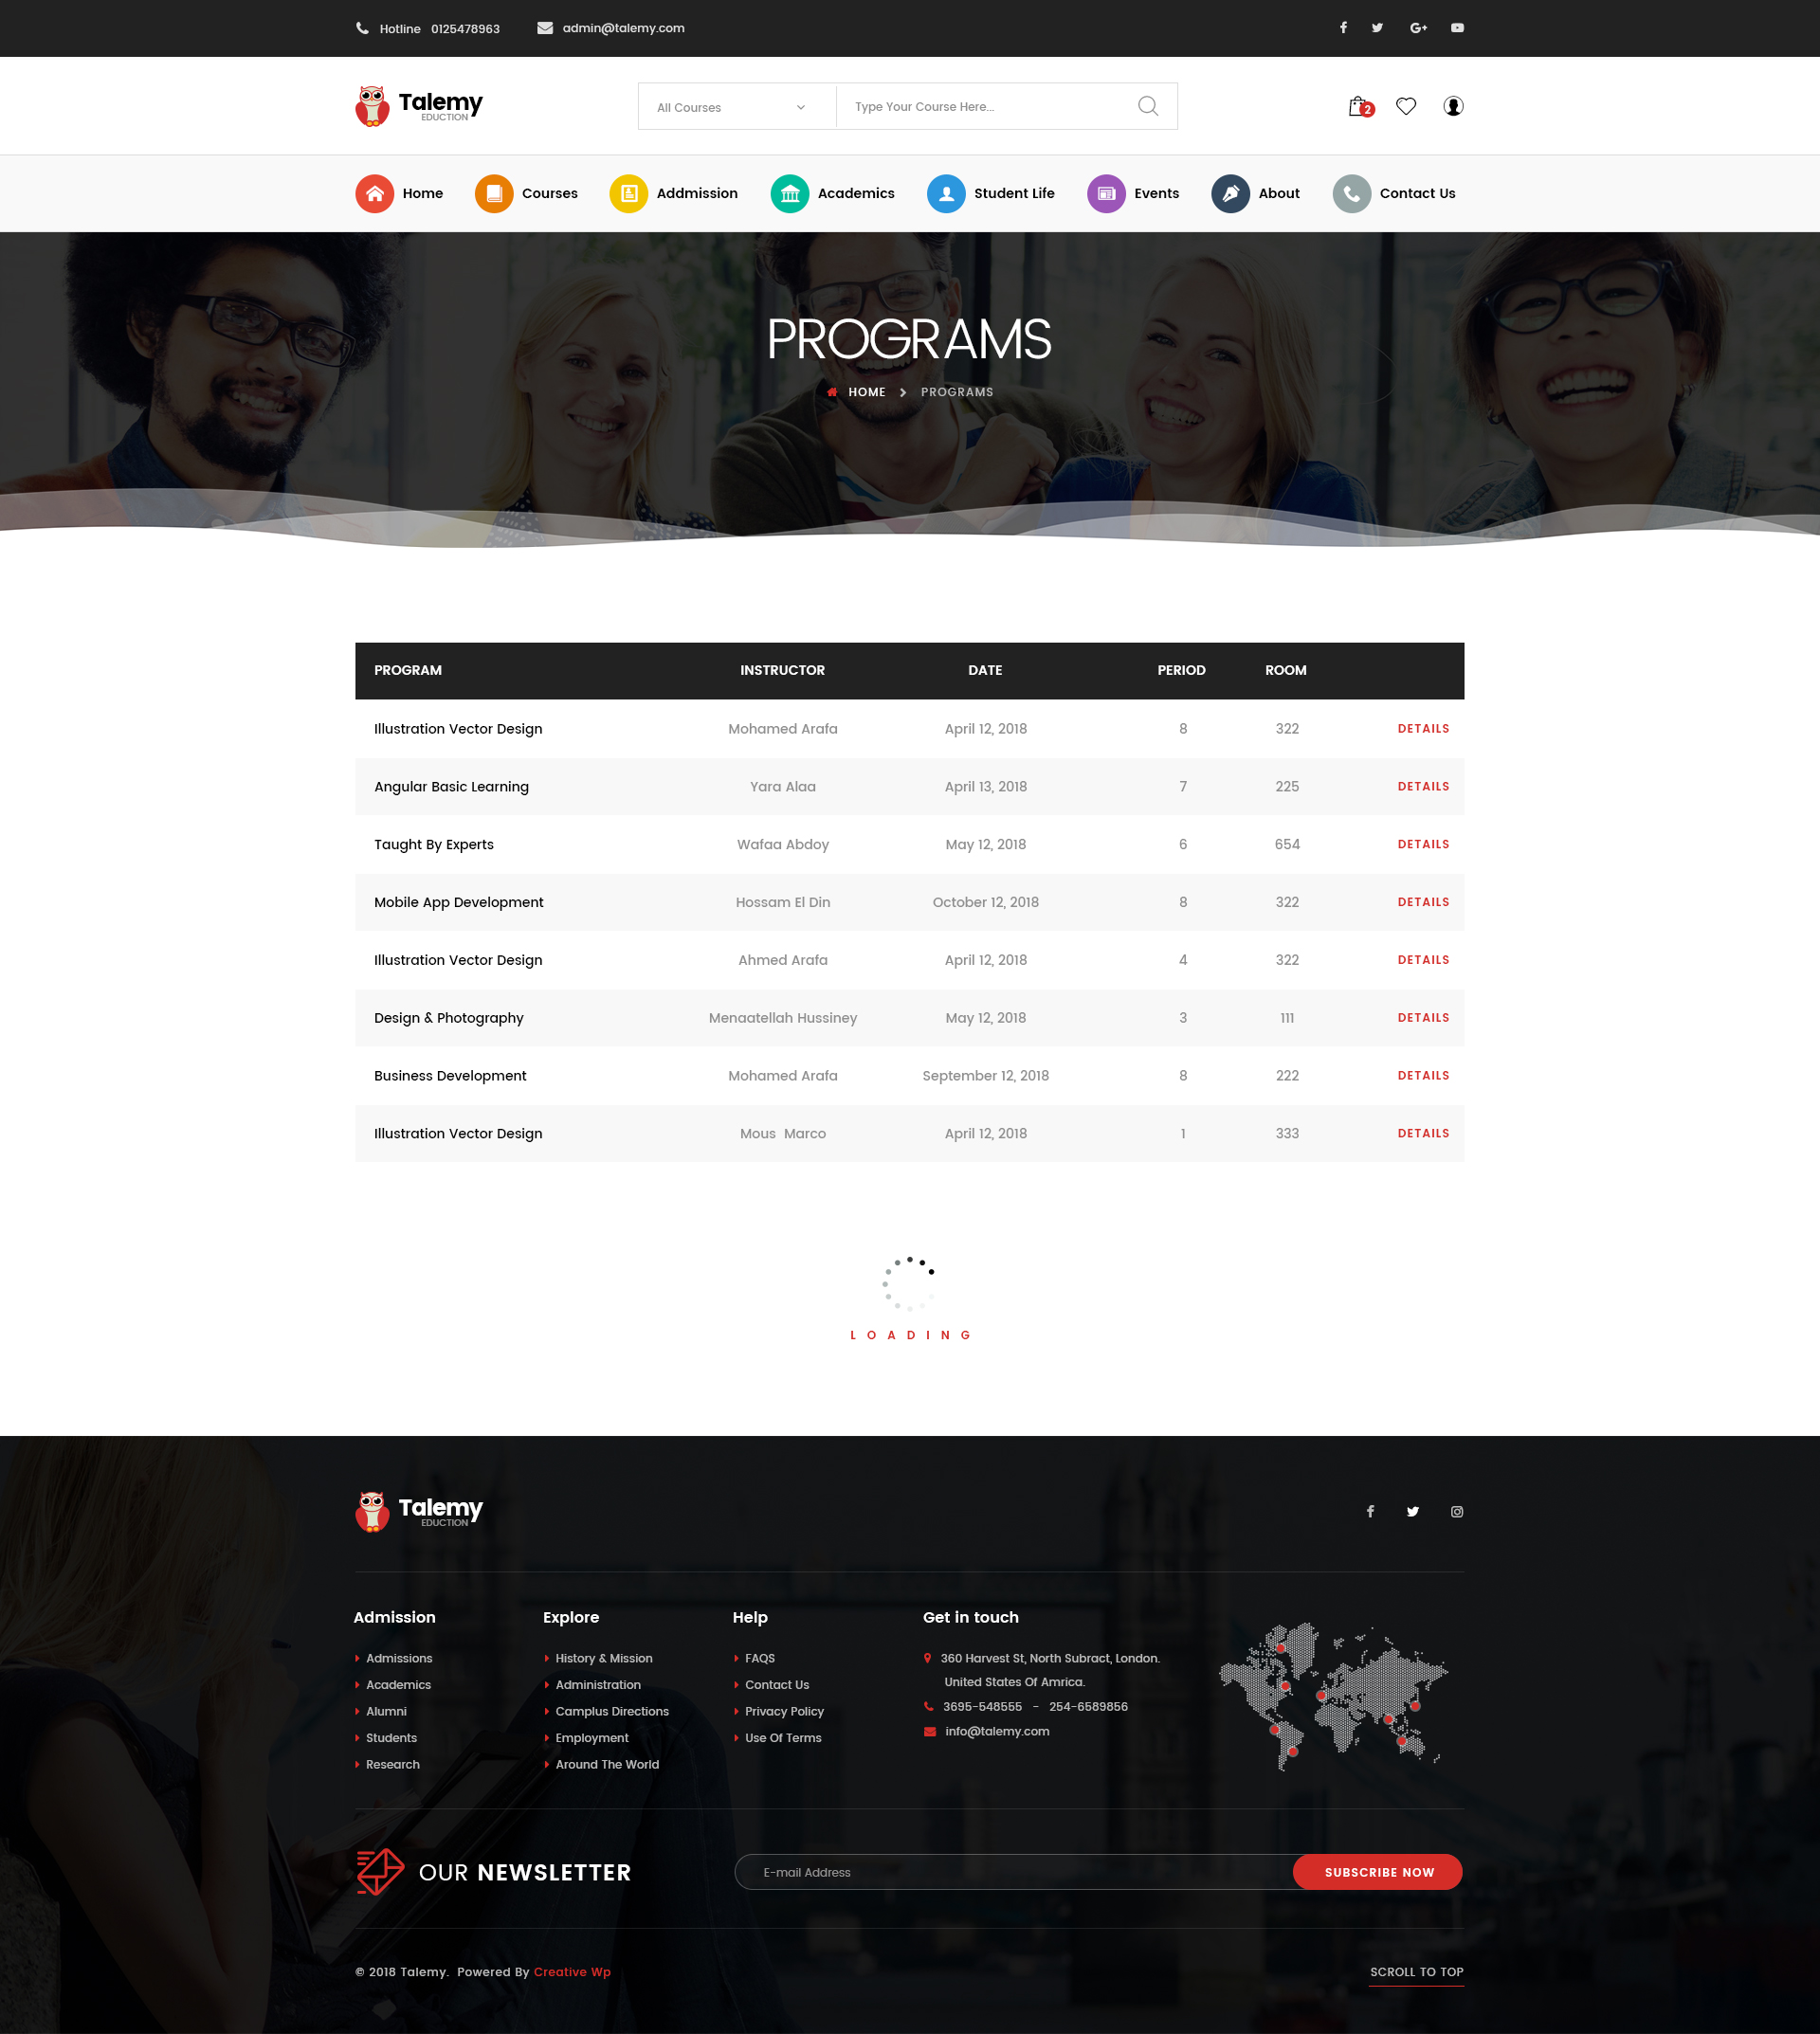 Hotline 0125478963 admin@talemy.com
Talemy
EDUCTION
All Courses Type Your Course Here...
2
Home Courses Addmission Academics Student Life Events About Contact Us
PROGRAMS
HOME PROGRAMS
PROGRAM INSTRUCTOR DATE PERIOD ROOM
Illustration Vector Design Mohamed Arafa April 12, 2018 8 322 DETAILS
Angular Basic Learning Yara Alaa April 13, 2018 7 225 DETAILS
Taught By Experts Wafaa Abdoy May 12, 2018 6 654 DETAILS
Mobile App Development Hossam El Din October 12, 2018 8 322 DETAILS
Illustration Vector Design Ahmed Arafa April 12, 2018 4 322 DETAILS
Design & Photography Menaatellah Hussiney May 12, 2018 3 111 DETAILS
Business Development Mohamed Arafa September 12, 2018 8 222 DETAILS
Illustration Vector Design Mous Marco April 12, 2018 1 333 DETAILS
LOADING
Talemy
EDUCTION
Admission
Admissions
Academics
Alumni
Students
Research
Explore
History & Mission
Administration
Camplus Directions
Employment
Around The World
Help
FAQS
Contact Us
Privacy Policy
Use Of Terms
Get in touch
360 Harvest St, North Subract, London.
United States Of Amrica.
3695-548555 - 254-6589856
info@talemy.com
OUR NEWSLETTER E-mail Address SUBSCRIBE NOW
© 2018 Talemy. Powered By Creative Wp SCROLL TO TOP